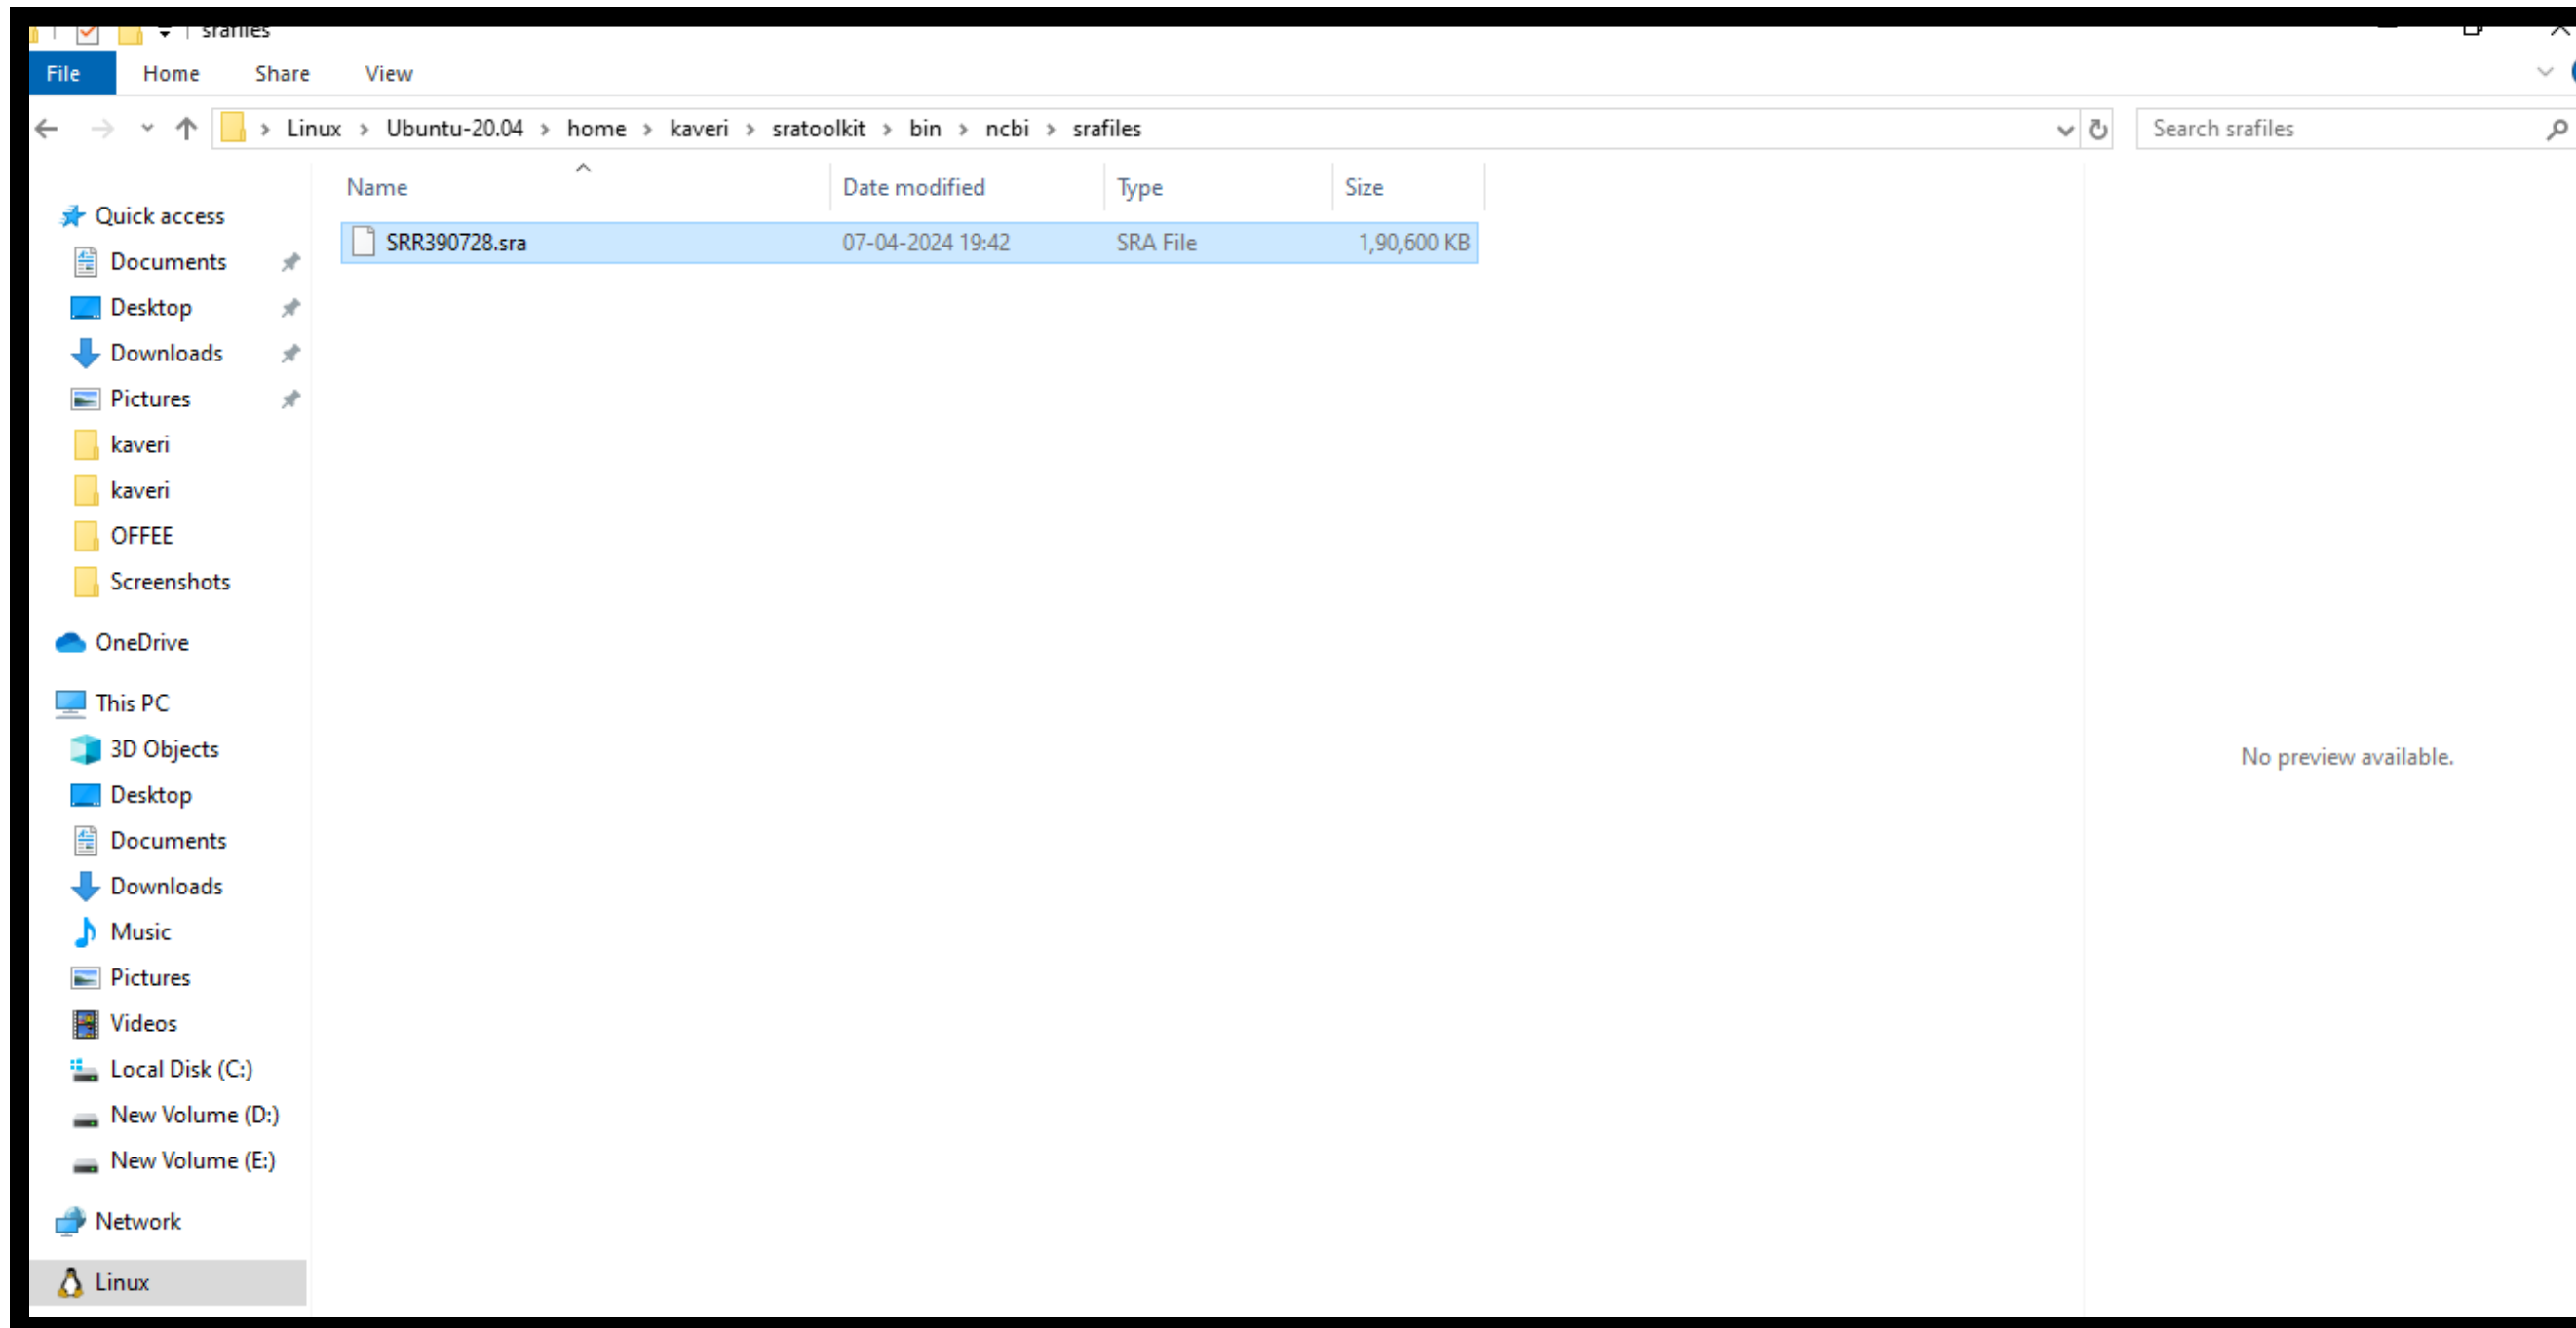 srafiles
File Home Share View
Linux > Ubuntu-20.04 > home > kaveri > sratoolkit > bin > ncbi > srafiles
Search srafiles
Name Date modified Type Size
SRR390728.sra 07-04-2024 19:42 SRA File 1,90,600 KB
Quick access
Documents
Desktop
Downloads
Pictures
kaveri
kaveri
OFFEE
Screenshots
OneDrive
This PC
3D Objects
Desktop
Documents
Downloads
Music
Pictures
Videos
Local Disk (C:)
New Volume (D:)
New Volume (E:)
Network
Linux
No preview available.